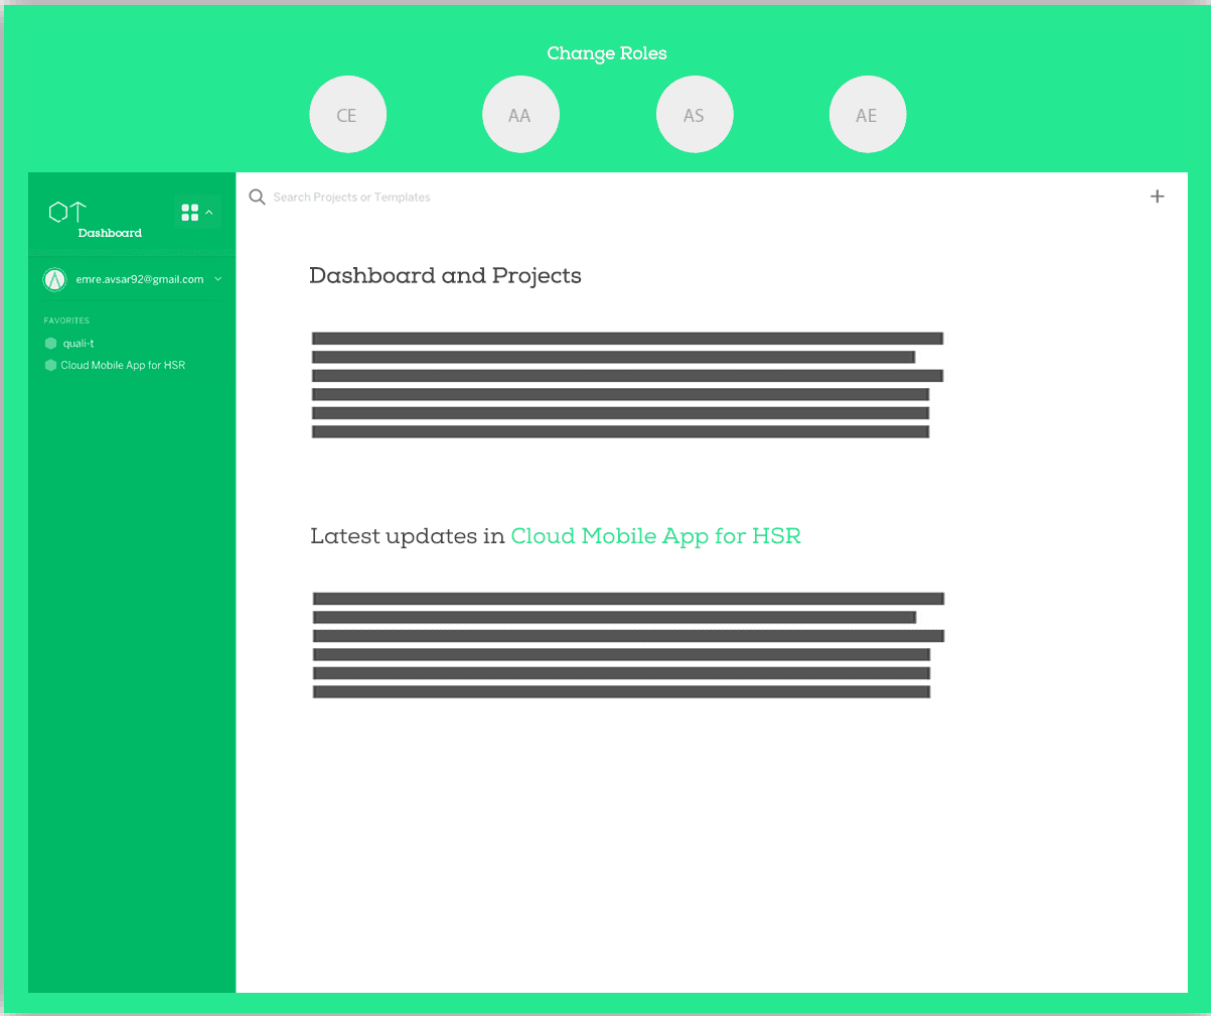 Change Roles
CE
AA
AS
AE
Dashboard
Search Projects or Templates
emre.avsar92@gmail.com
FAVORITES
quali-t
Cloud Mobile App for HSR
Dashboard and Projects
Latest updates in Cloud Mobile App for HSR